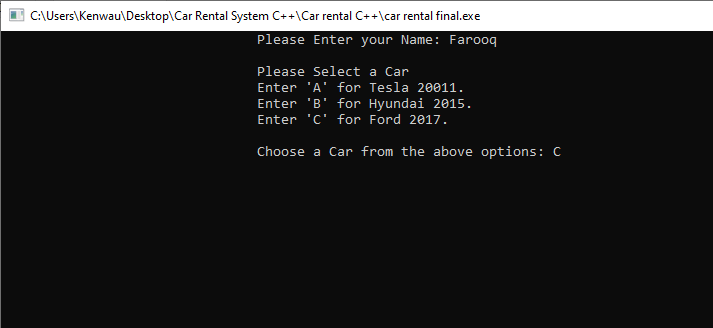 C:\Users\Kenwau\Desktop\Car Rental System C++\Car rental C++\car rental final.exe
Please Enter your Name: Farooq
Please Select a Car
Enter 'A' for Tesla 20011.
Enter 'B' for Hyundai 2015.
Enter 'C' for Ford 2017.
Choose a Car from the above options: C